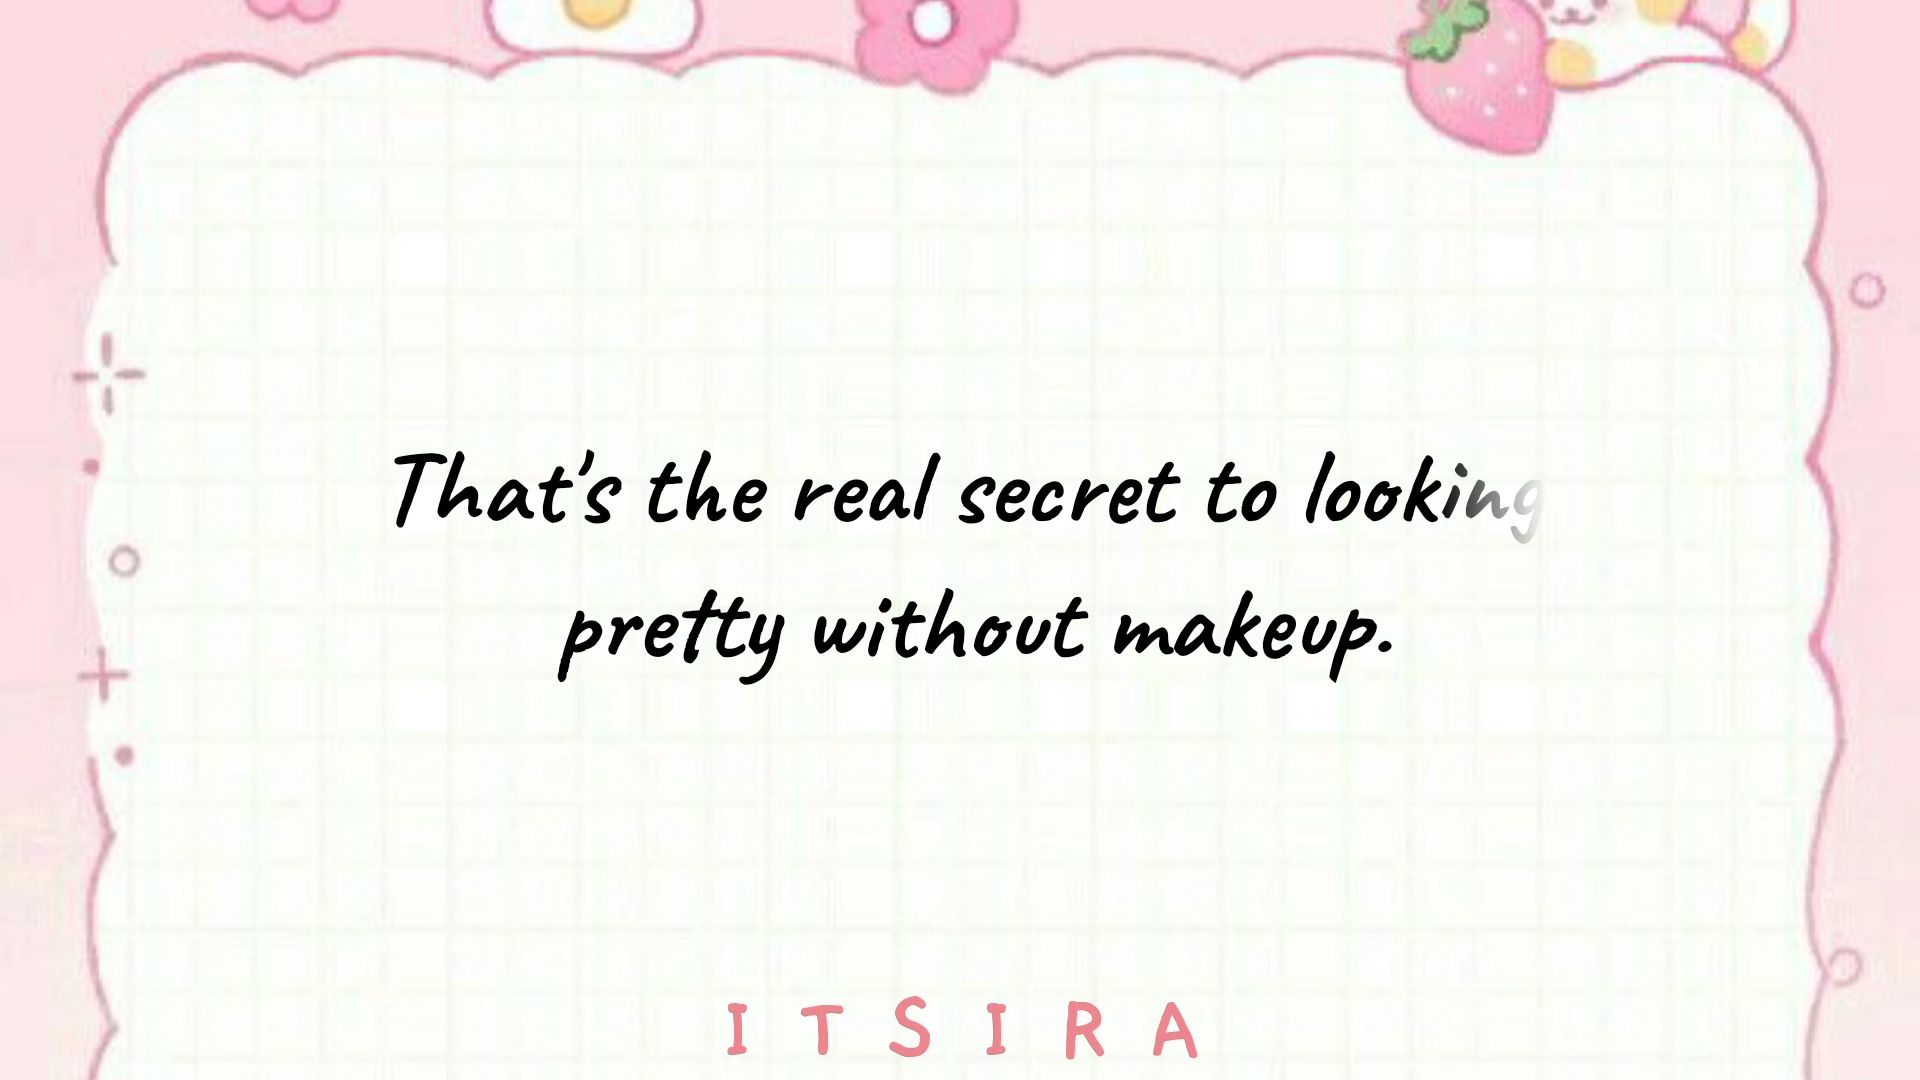 That's the real secret to looking
pretty without makeup.
ITSIRA